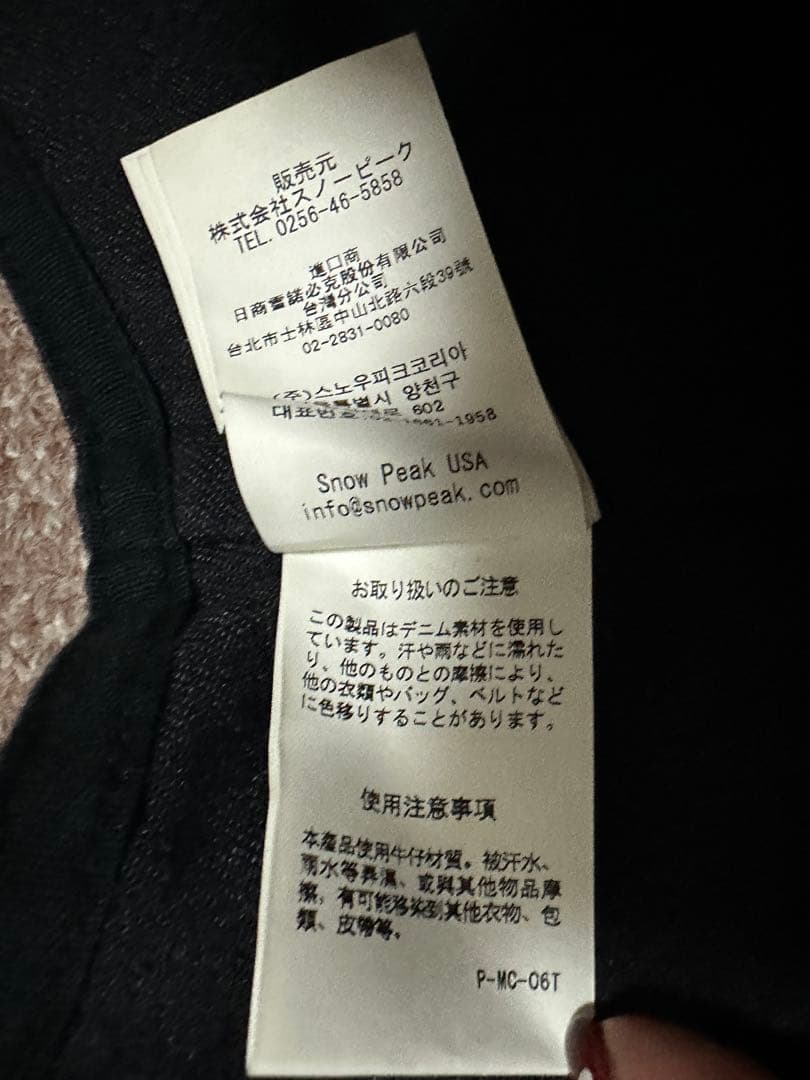 販売元
株式会社スノーピーク
TEL. 0256-46-5858
進口商
日商雪諾必克股份有限公司
台灣分公司
台北市士林區中山北路六段39號
02-2831-0080
(주)스노우피크코리아
양천구
대표번호 602
-1958
Snow Peak USA
info@snowpeak.com
お取り扱いのご注意
この製品はデニム素材を使用し
ています。汗や雨などに濡れた
り、他のものとの摩擦により、
他の衣類やバッグ、ベルトなど
に色移りすることがあります。
使用注意事項
本產品使用牛仔材質。被汗水、
雨水等弄濕、或與其他物品摩
擦，有可能移染到其他衣物、包
類、皮帶等。
P-MC-06T